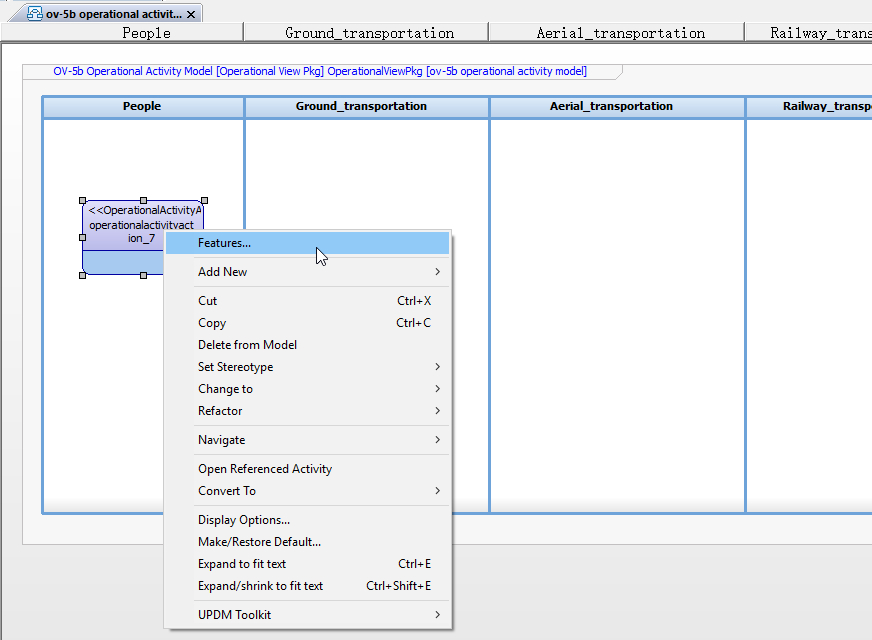 ov-5b operational activit...
People Ground_transportation Aerial_transportation Railway_trans
OV-5b Operational Activity Model [Operational View Pkg] OperationalViewPkg [ov-5b operational activity model]
People Ground_transportation Aerial_transportation Railway_transp
<<OperationalActivityA
operationalactivityact
ion_7
Features...
Add New
Cut Ctrl+X
Copy Ctrl+C
Delete from Model
Set Stereotype
Change to
Refactor
Navigate
Open Referenced Activity
Convert To
Display Options...
Make/Restore Default...
Expand to fit text Ctrl+E
Expand/shrink to fit text Ctrl+Shift+E
UPDM Toolkit